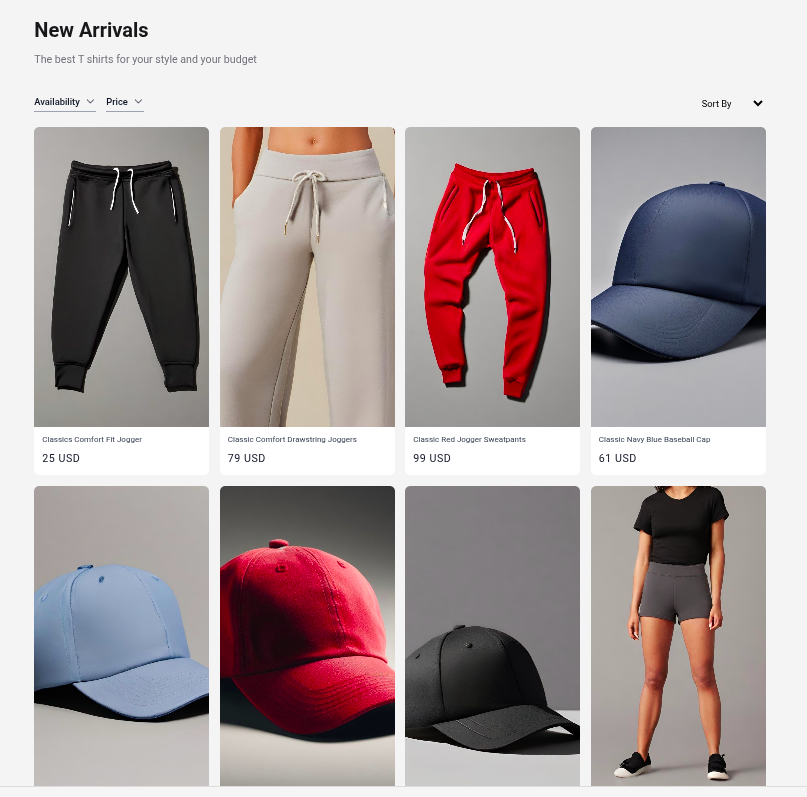 New Arrivals
The best T shirts for your style and your budget
Availability Price Sort By
Classics Comfort Fit Jogger
25 USD
Classic Comfort Drawstring Joggers
79 USD
Classic Red Jogger Sweatpants
99 USD
Classic Navy Blue Baseball Cap
61 USD